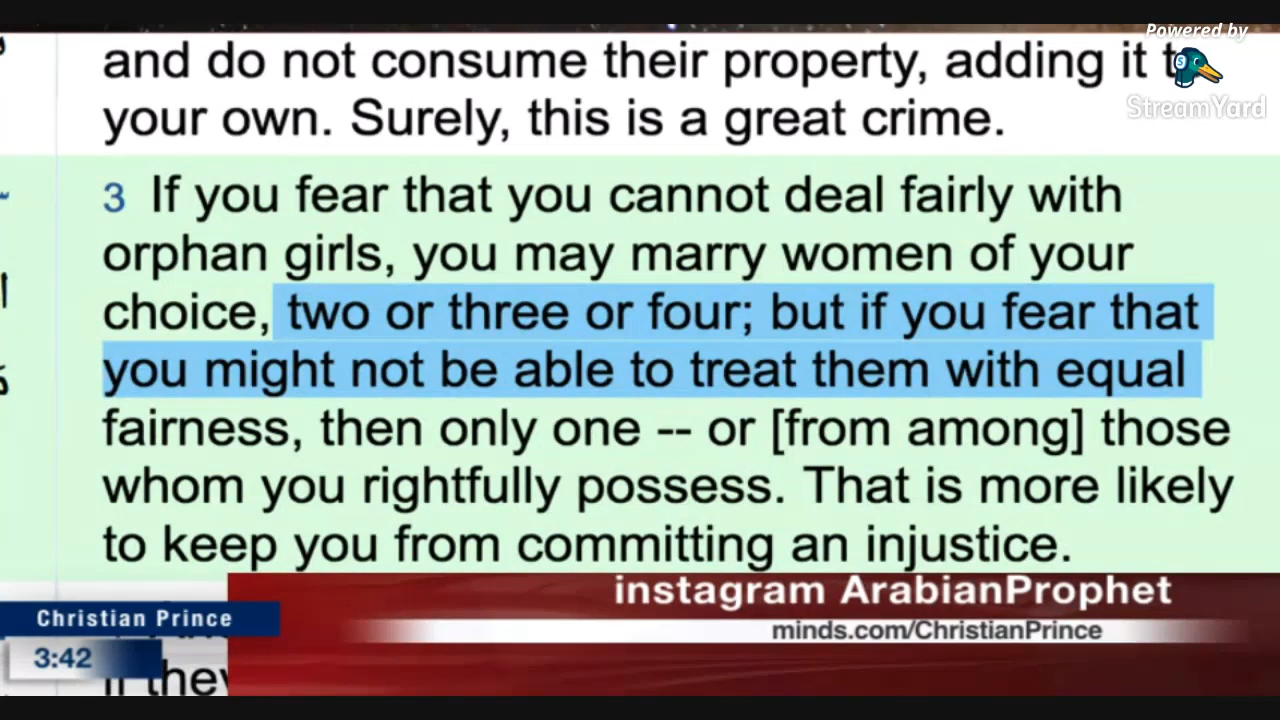 Powered by
StreamYard
and do not consume their property, adding it
your own. Surely, this is a great crime.
3 If you fear that you cannot deal fairly with
orphan girls, you may marry women of your
choice, two or three or four; but if you fear that
you might not be able to treat them with equal
fairness, then only one -- or [from among] those
whom you rightfully possess. That is more likely
to keep you from committing an injustice.
instagram ArabianProphet
Christian Prince
minds.com/ChristianPrince
3:42
if they